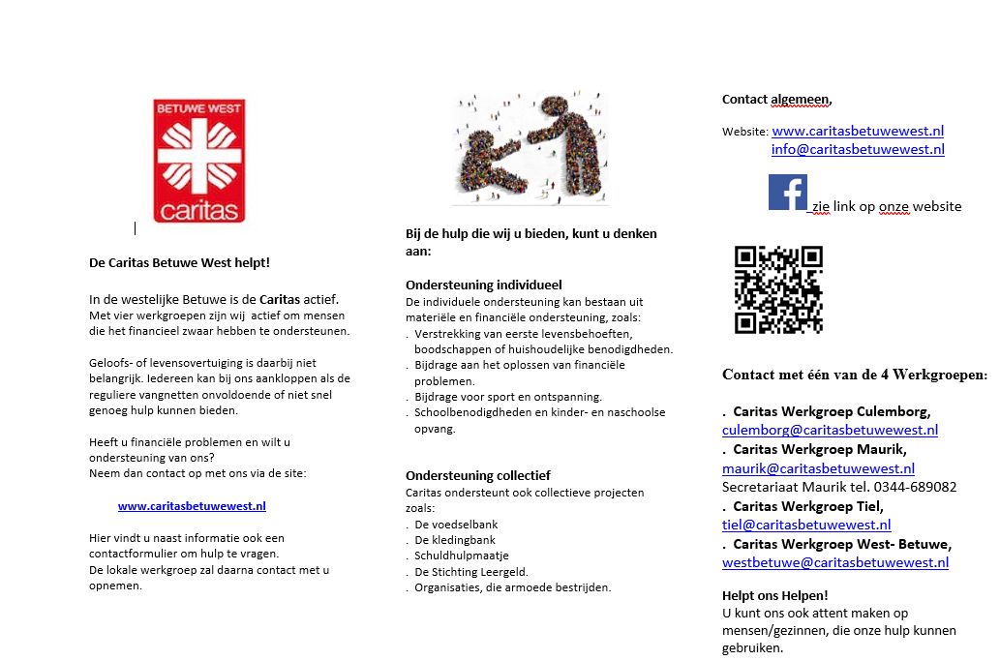 BETUWE WEST
caritas
De Caritas Betuwe West helpt!
In de westelijke Betuwe is de Caritas actief.
Met vier werkgroepen zijn wij  actief om mensen
die het financieel zwaar hebben te ondersteunen.
Geloofs- of levensovertuiging is daarbij niet
belangrijk. Iedereen kan bij ons aankloppen als de
reguliere vangnetten onvoldoende of niet snel
genoeg hulp kunnen bieden.
Heeft u financiële problemen en wilt u
ondersteuning van ons?
Neem dan contact op met ons via de site:
www.caritasbetuwewest.nl
Hier vindt u naast informatie ook een
contactformulier om hulp te vragen.
De lokale werkgroep zal daarna contact met u
opnemen.
Bij de hulp die wij u bieden, kunt u denken
aan:
Ondersteuning individueel
De individuele ondersteuning kan bestaan uit
materiële en financiële ondersteuning, zoals:
. Verstrekking van eerste levensbehoeften,
boodschappen of huishoudelijke benodigdheden.
. Bijdrage aan het oplossen van financiële
problemen.
. Bijdrage voor sport en ontspanning.
. Schoolbenodigdheden en kinder- en naschoolse
opvang.
Ondersteuning collectief
Caritas ondersteunt ook collectieve projecten
zoals:
. De voedselbank
. De kledingbank
. Schuldhulpmaatje
. De Stichting Leergeld.
. Organisaties, die armoede bestrijden.
Contact algemeen,
Website: www.caritasbetuwewest.nl
info@caritasbetuwewest.nl
f zie link op onze website
Contact met één van de 4 Werkgroepen:
. Caritas Werkgroep Culemborg,
culemborg@caritasbetuwewest.nl
. Caritas Werkgroep Maurik,
maurik@caritasbetuwewest.nl
Secretariaat Maurik tel. 0344-689082
. Caritas Werkgroep Tiel,
tiel@caritasbetuwewest.nl
. Caritas Werkgroep West- Betuwe,
westbetuwe@caritasbetuwewest.nl
Helpt ons Helpen!
U kunt ons ook attent maken op
mensen/gezinnen, die onze hulp kunnen
gebruiken.